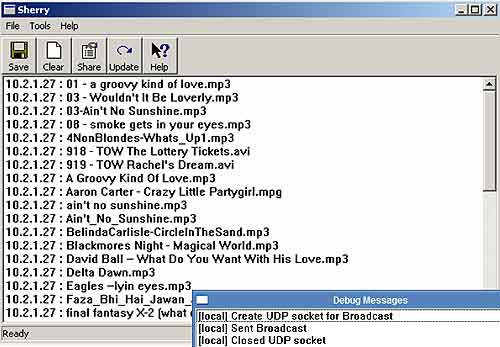 Sherry
File Tools Help
Save Clear Share Update Help
10.2.1.27 : 01 - a groovy kind of love.mp3
10.2.1.27 : 03 - Wouldn't It Be Loverly.mp3
10.2.1.27 : 03-Ain't No Sunshine.mp3
10.2.1.27 : 08 - smoke gets in your eyes.mp3
10.2.1.27 : 4NonBlondes-Whats_Up1.mp3
10.2.1.27 : 918 - TOW The Lottery Tickets.avi
10.2.1.27 : 919 - TOW Rachel's Dream.avi
10.2.1.27 : A Groovy Kind Of Love.mp3
10.2.1.27 : Aaron Carter - Crazy Little Partygirl.mpg
10.2.1.27 : ain't no sunshine.mp3
10.2.1.27 : Ain't_No_Sunshine.mp3
10.2.1.27 : BelindaCarlisle-CircleInTheSand.mp3
10.2.1.27 : Blackmores Night - Magical World.mp3
10.2.1.27 : David Ball – What Do You Want With His Love.mp3
10.2.1.27 : Delta Dawn.mp3
10.2.1.27 : Eagles –lyin eyes.mp3
10.2.1.27 : Faza_Bhi_Hai_Jawan_
10.2.1.27 : final fantasy X-2 (what
Debug Messages
[local] Create UDP socket for Broadcast
[local] Sent Broadcast
[local] Closed UDP socket
Ready